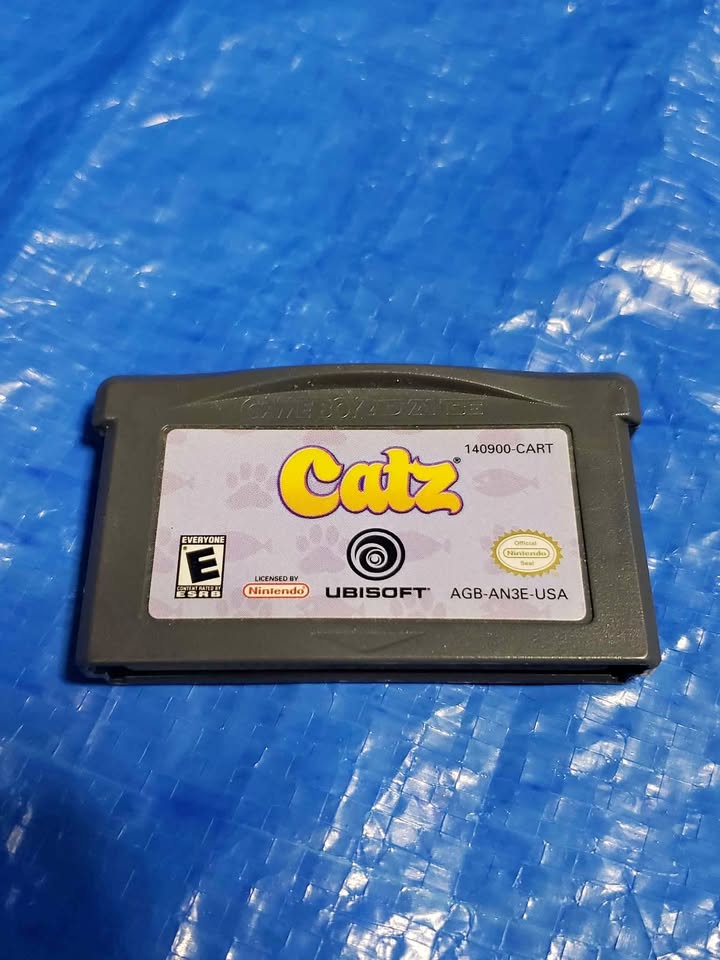 GAME BOY ADVANCE
140900-CART
Catz®
EVERYONE
E
CONTENT RATED BY
ESRB
LICENSED BY
Nintendo
UBISOFT™
Official
Nintendo
Seal
AGB-AN3E-USA